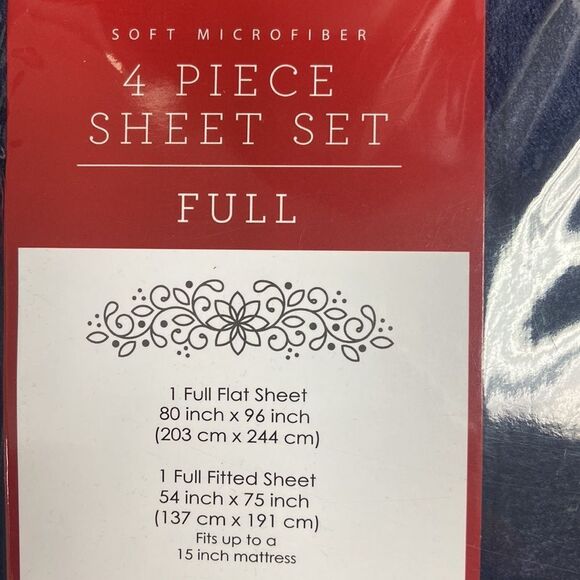 SOFT MICROFIBER
4 PIECE
SHEET SET
FULL
1 Full Flat Sheet
80 inch x 96 inch
(203 cm x 244 cm)
1 Full Fitted Sheet
54 inch x 75 inch
(137 cm x 191 cm)
Fits up to a
15 inch mattress